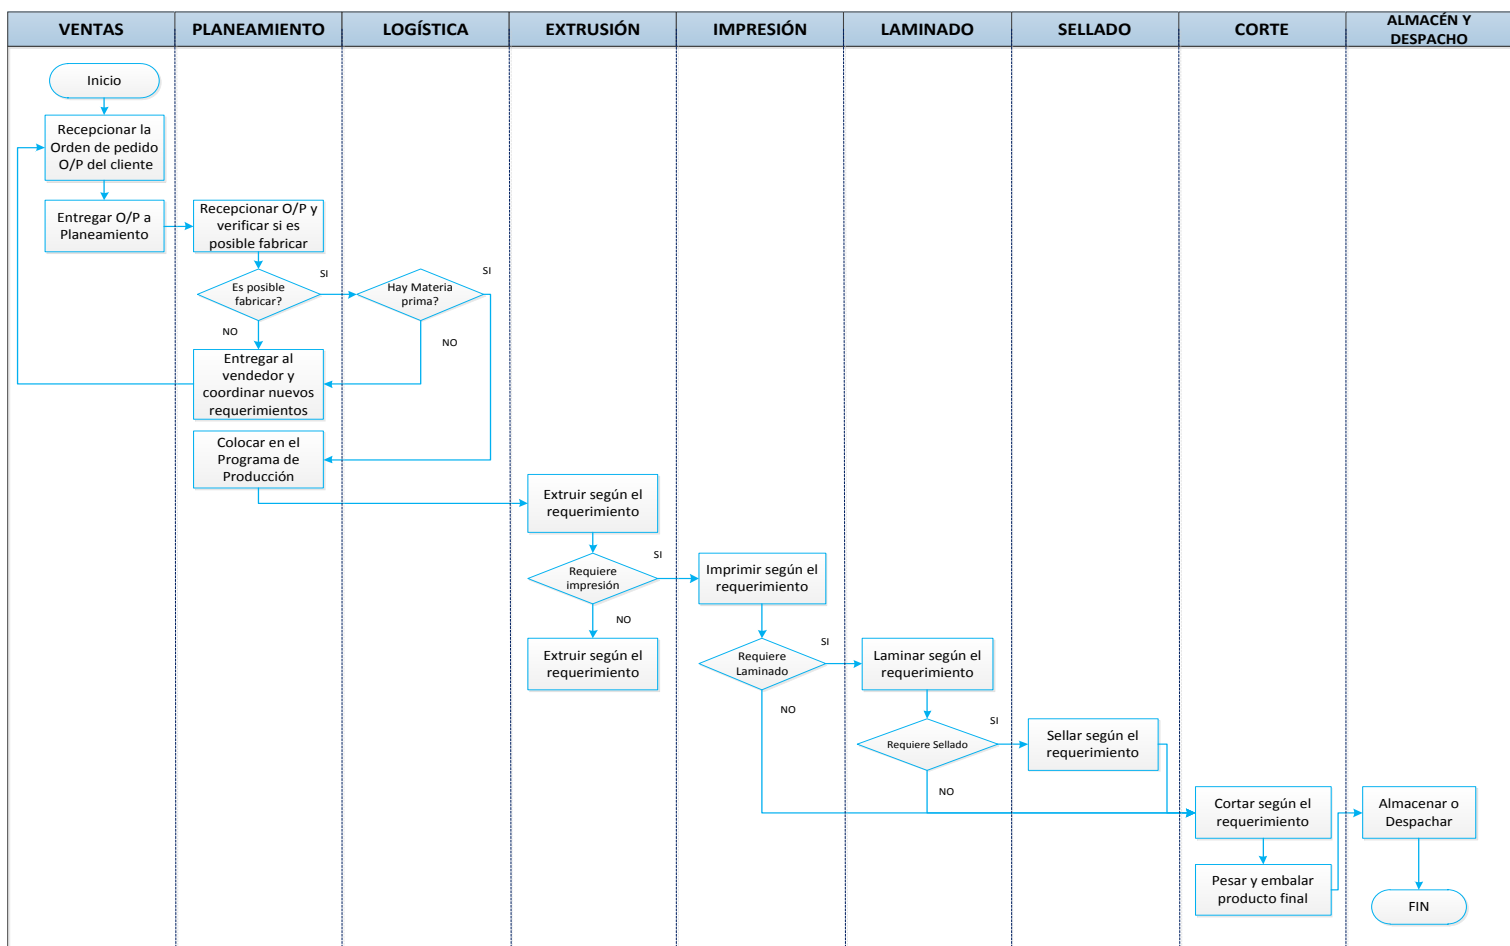 VENTAS
PLANEAMIENTO
LOGÍSTICA
EXTRUSIÓN
IMPRESIÓN
LAMINADO
SELLADO
CORTE
ALMACÉN Y
DESPACHO
Inicio
Recepcionar la
Orden de pedido
O/P del cliente
Entregar O/P a
Planeamiento
Recepcionar O/P y
verificar si es
posible fabricar
Es posible
fabricar?
SI
NO
Hay Materia
prima?
SI
NO
Entregar al
vendedor y
coordinar nuevos
requerimientos
Colocar en el
Programa de
Producción
Extruir según el
requerimiento
Requiere
impresión
SI
NO
Extruir según el
requerimiento
Imprimir según el
requerimiento
Requiere
Laminado
SI
NO
Laminar según el
requerimiento
Requiere Sellado
SI
NO
Sellar según el
requerimiento
Cortar según el
requerimiento
Pesar y embalar
producto final
Almacenar o
Despachar
FIN